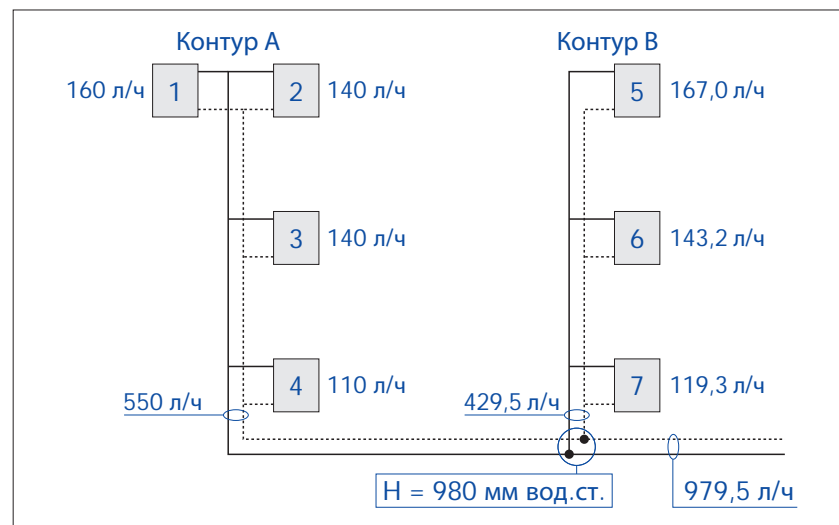 Контур А
Контур В
160 л/ч
1
2
140 л/ч
5
167,0 л/ч
3
140 л/ч
6
143,2 л/ч
4
110 л/ч
7
119,3 л/ч
550 л/ч
429,5 л/ч
H = 980 мм вод.ст.
979,5 л/ч